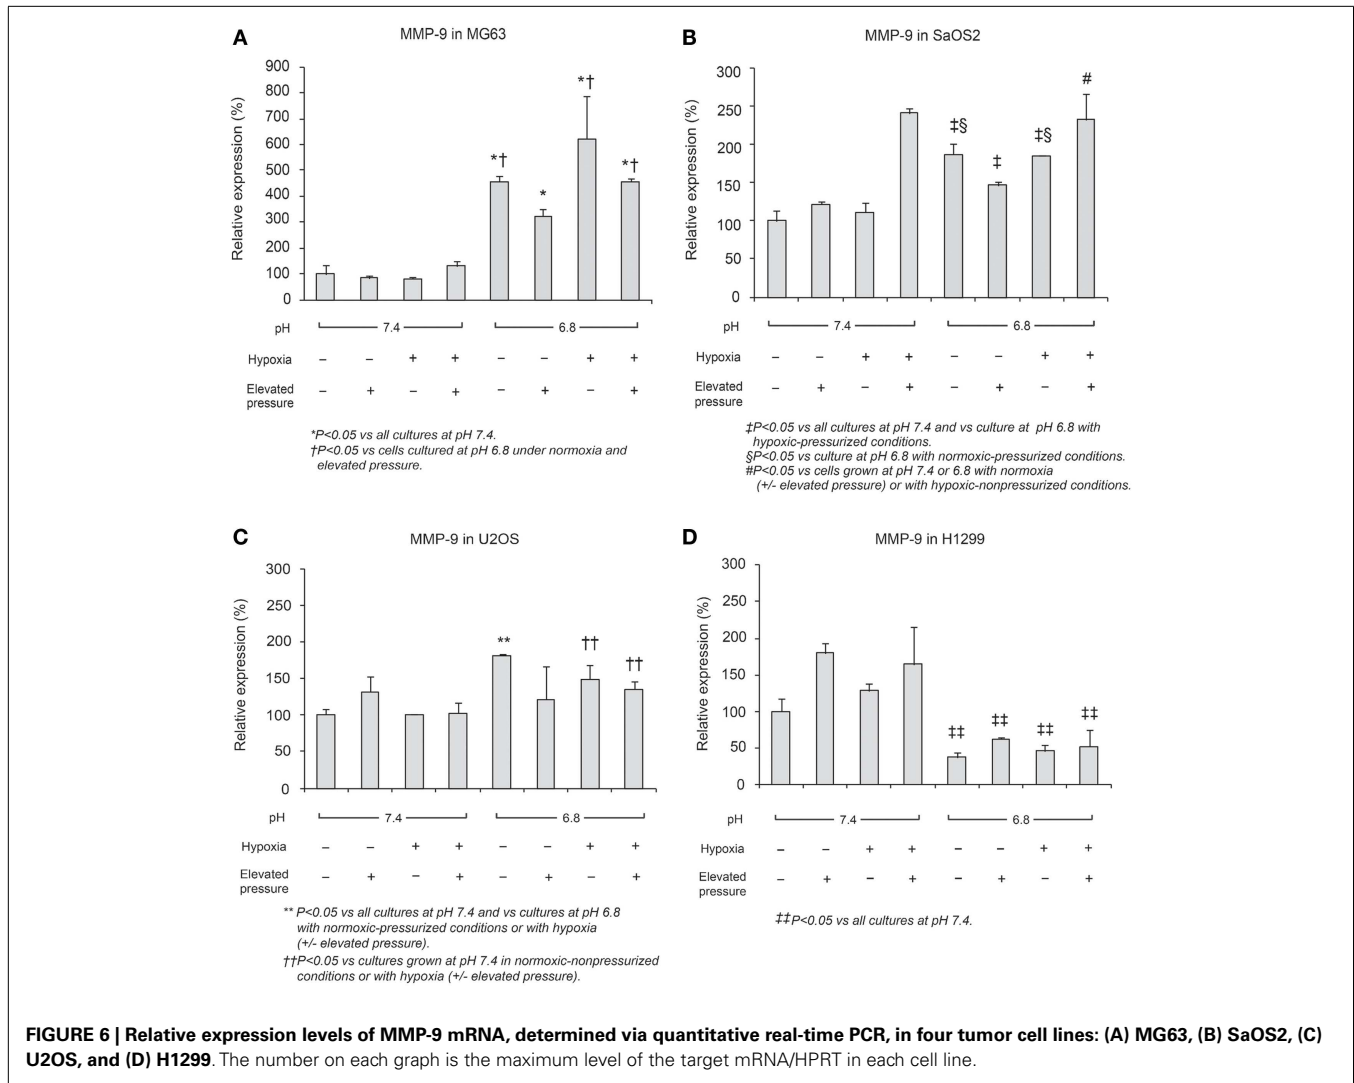 A
MMP-9 in MG63
Relative expression (%)
900
800
700
600
500
400
300
200
100
0
*†
*
*†
*†
pH 7.4 6.8
Hypoxia – – + + – – + +
Elevated
pressure – + – + – + – +
*P<0.05 vs all cultures at pH 7.4.
†P<0.05 vs cells cultured at pH 6.8 under normoxia and
elevated pressure.
B
MMP-9 in SaOS2
Relative expression (%)
300
250
200
150
100
50
0
‡§
‡
‡§
#
pH 7.4 6.8
Hypoxia – – + + – – + +
Elevated
pressure – + – + – + – +
‡P<0.05 vs all cultures at pH 7.4 and vs culture at pH 6.8 with
hypoxic-pressurized conditions.
§P<0.05 vs culture at pH 6.8 with normoxic-pressurized conditions.
#P<0.05 vs cells grown at pH 7.4 or 6.8 with normoxia
(+/- elevated pressure) or with hypoxic-nonpressurized conditions.
C
MMP-9 in U2OS
Relative expression (%)
300
250
200
150
100
50
0
**
††
††
pH 7.4 6.8
Hypoxia – – + + – – + +
Elevated
pressure – + – + – + – +
** P<0.05 vs all cultures at pH 7.4 and vs cultures at pH 6.8
with normoxic-pressurized conditions or with hypoxia
(+/- elevated pressure).
††P<0.05 vs cultures grown at pH 7.4 in normoxic-nonpressurized
conditions or with hypoxia (+/- elevated pressure).
D
MMP-9 in H1299
Relative expression (%)
300
250
200
150
100
50
0
‡‡
‡‡
‡‡
‡‡
pH 7.4 6.8
Hypoxia – – + + – – + +
Elevated
pressure – + – + – + – +
‡‡P<0.05 vs all cultures at pH 7.4.
FIGURE 6 | Relative expression levels of MMP-9 mRNA, determined via quantitative real-time PCR, in four tumor cell lines: (A) MG63, (B) SaOS2, (C)
U2OS, and (D) H1299. The number on each graph is the maximum level of the target mRNA/HPRT in each cell line.